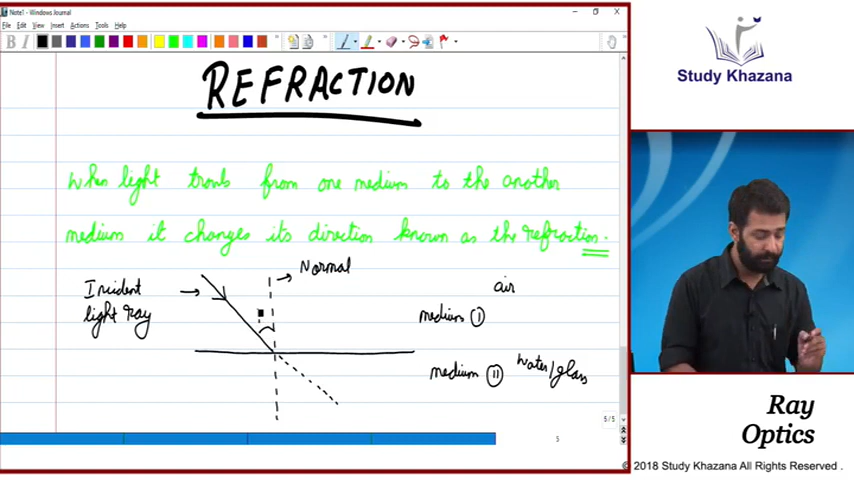 Note1 - Windows Journal
File Edit View Insert Actions Tools Help
B I
Study Khazana
REFRACTION
When light travls from one medium to the another
medium it changes its direction known as the refraction.
Normal
Incident
light ray
air
medium I
medium II water/glass
5/5
5
Ray
Optics
© 2018 Study Khazana All Rights Reserved .